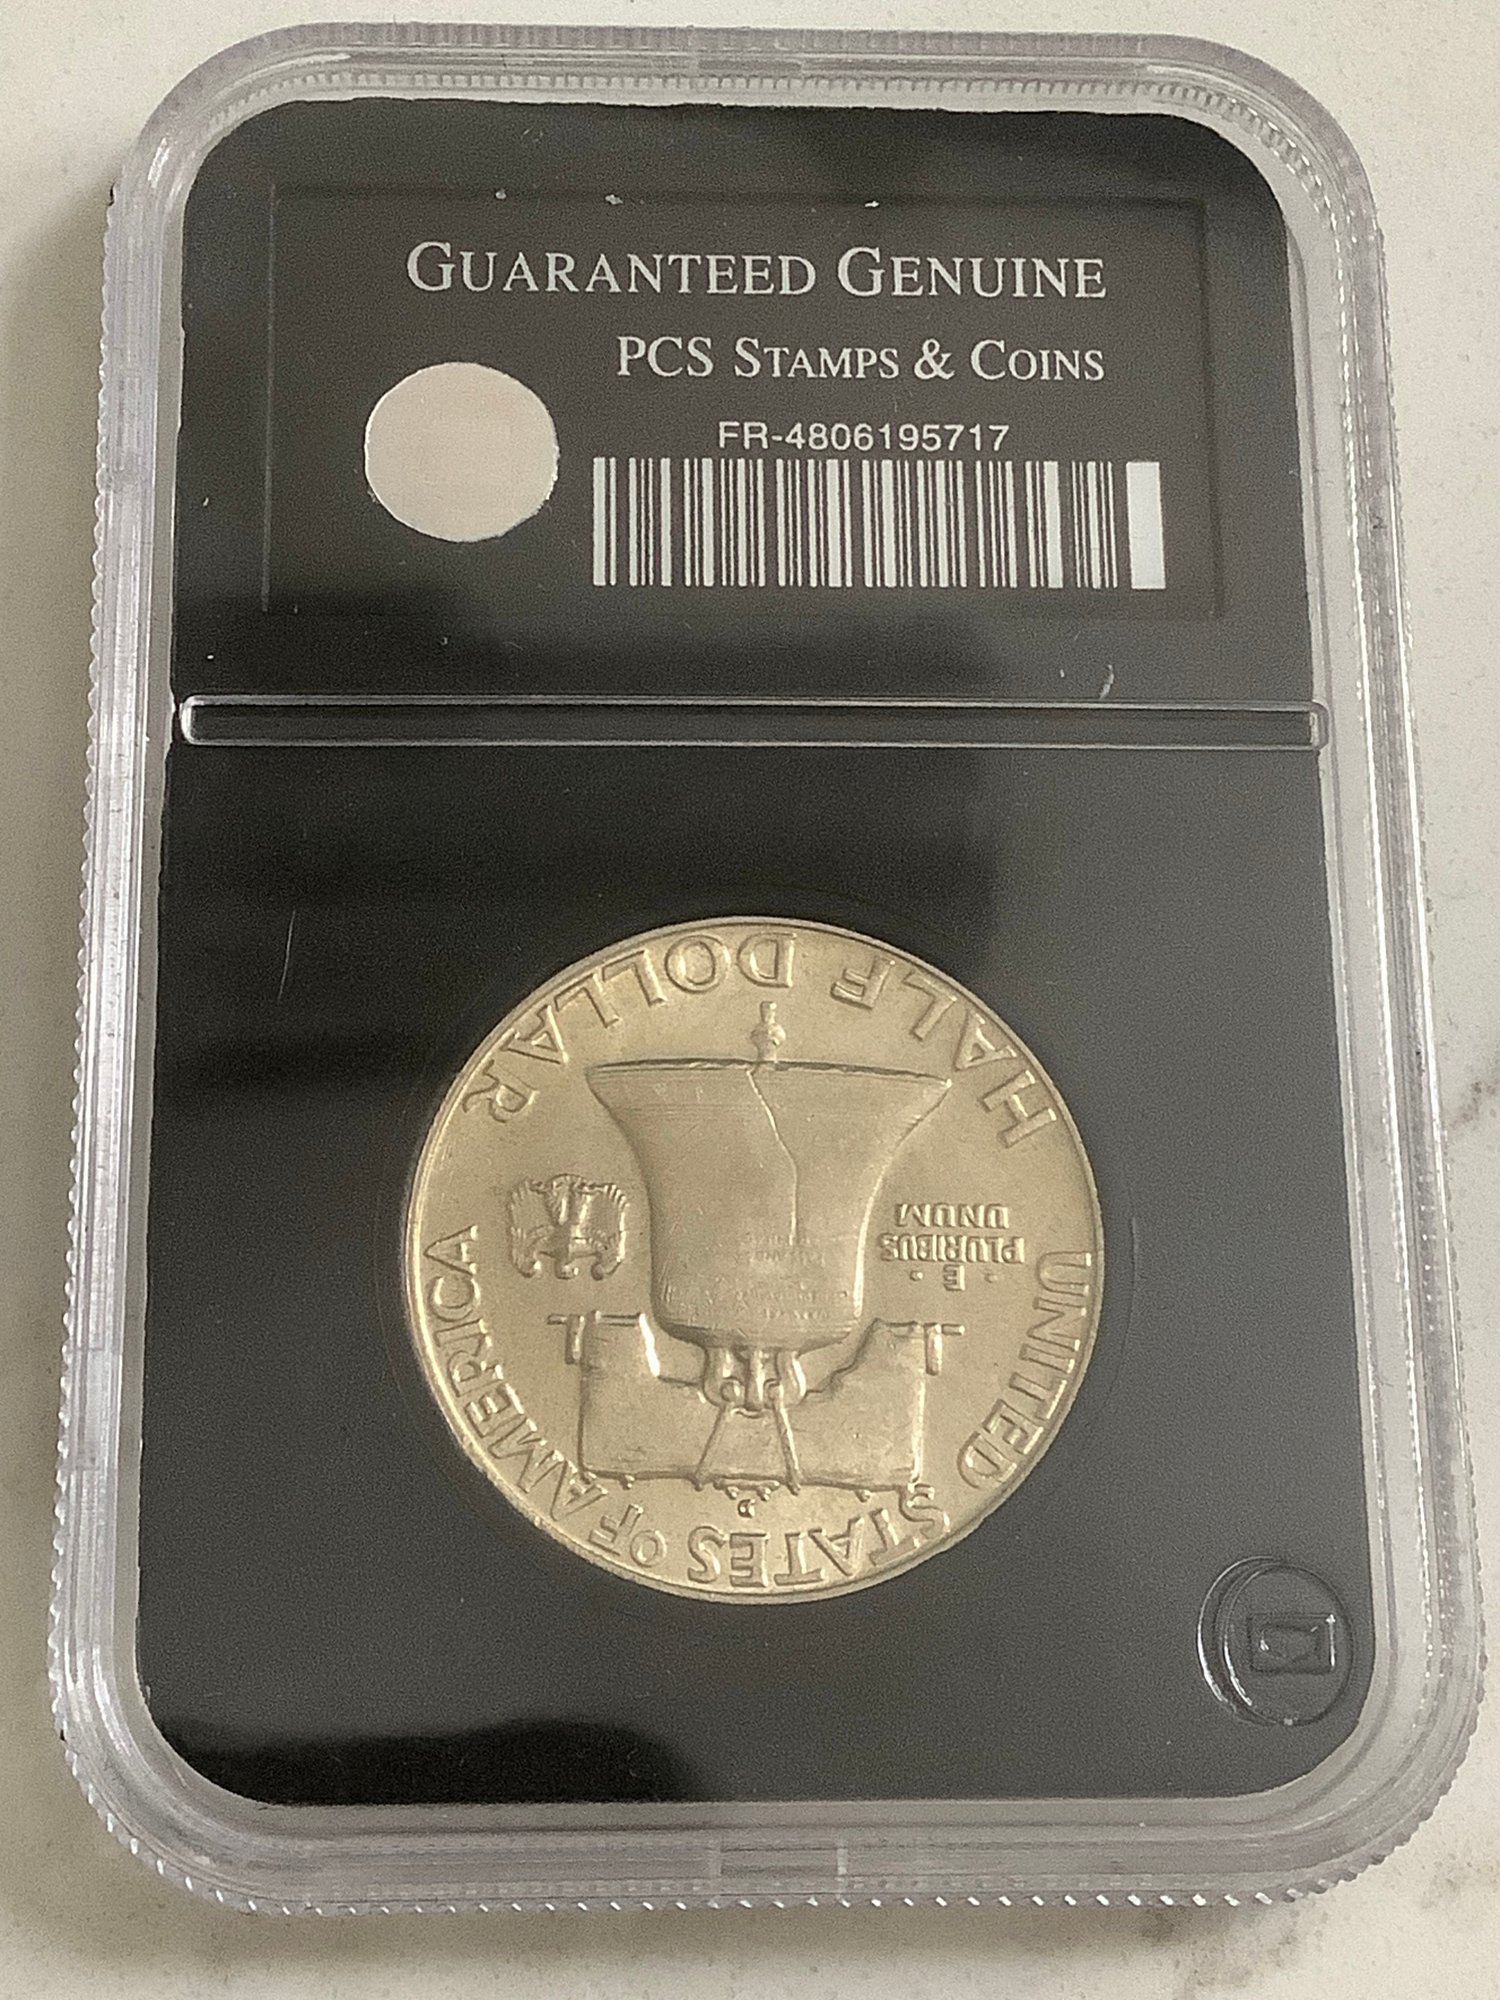 GUARANTEED GENUINE
PCS STAMPS & COINS
FR-4806195717
UNITED STATES OF AMERICA
E
PLURIBUS
UNUM
HALF DOLLAR
D